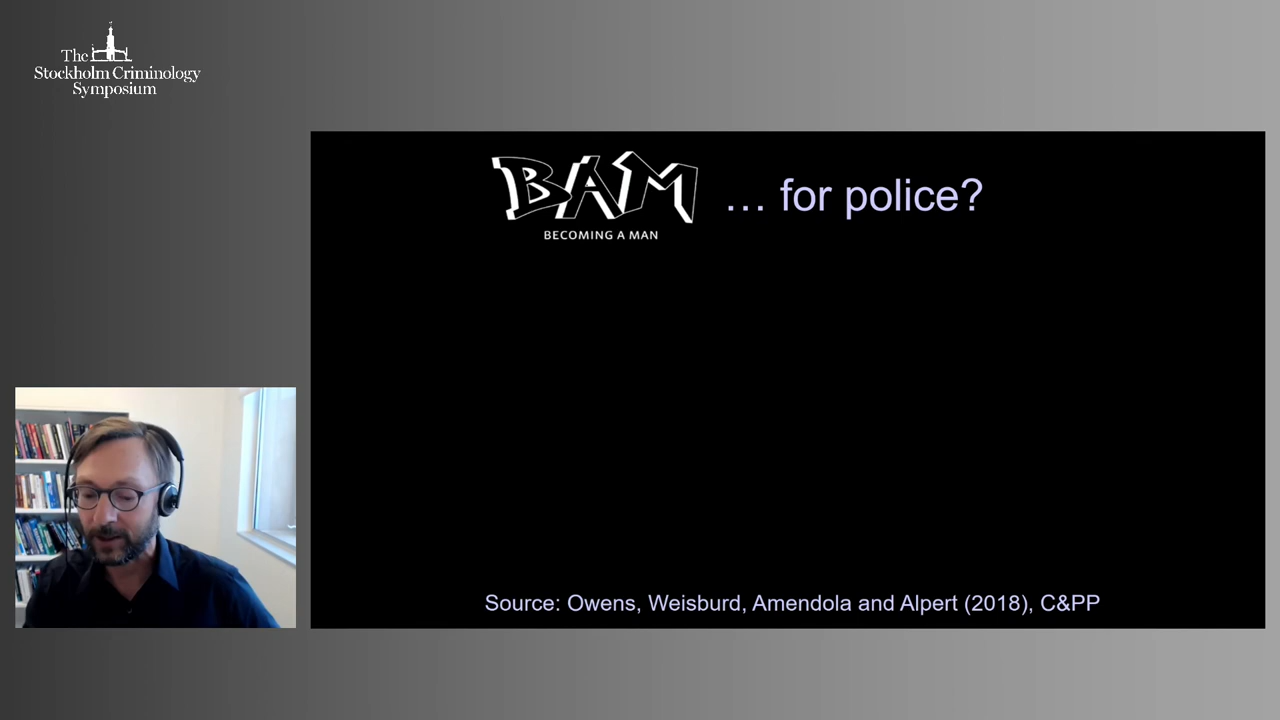 The
Stockholm Criminology
Symposium
BAM ... for police?
BECOMING A MAN
Source: Owens, Weisburd, Amendola and Alpert (2018), C&PP